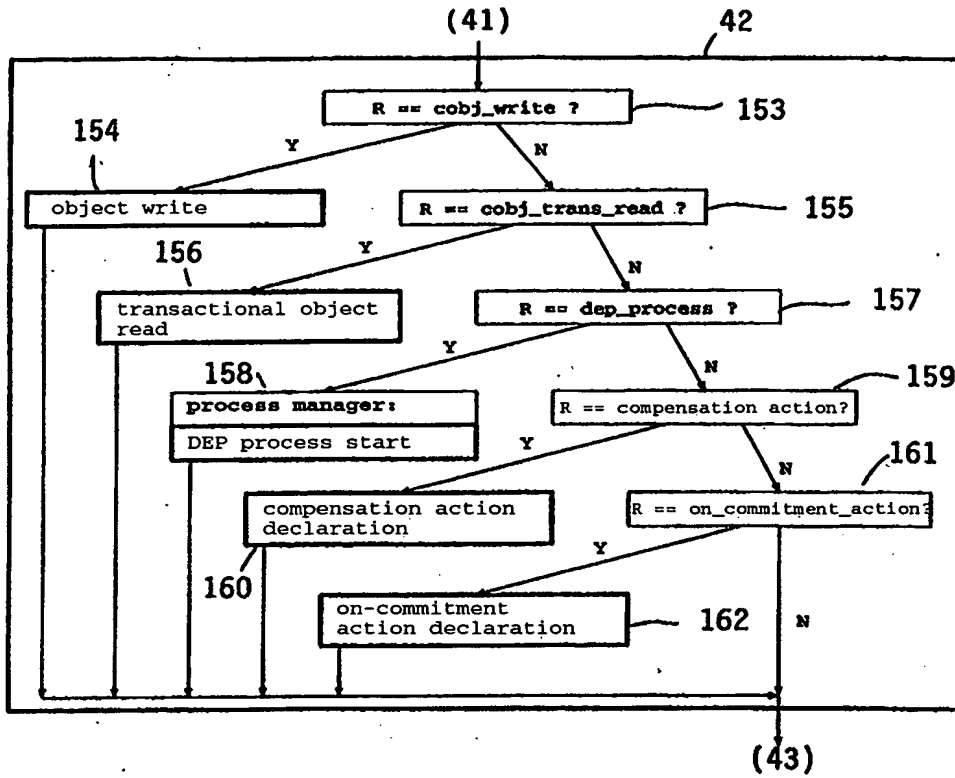 (41)
42
R == cobj_write ?
153
154
Y
N
object write
R == cobj_trans_read ?
155
156
Y
N
transactional object
read
R == dep_process ?
157
158
Y
N
159
process manager:
R == compensation action?
DEP process start
Y
N
161
compensation action
declaration
R == on_commitment_action?
160
Y
on-commitment
action declaration
162
N
(43)